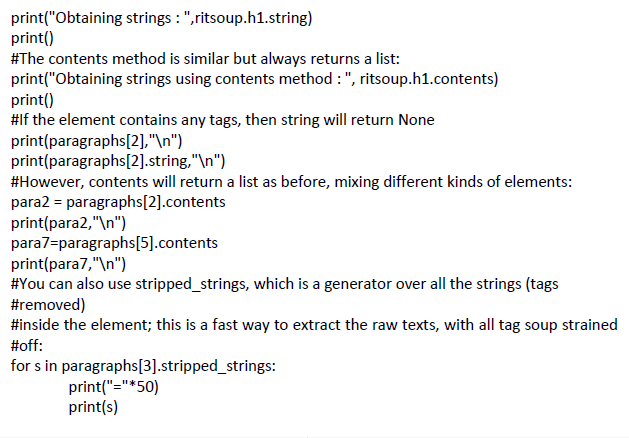 print("Obtaining strings : ",ritsoup.h1.string)
print()
#The contents method is similar but always returns a list:
print("Obtaining strings using contents method : ", ritsoup.h1.contents)
print()
#If the element contains any tags, then string will return None
print(paragraphs[2],"\n")
print(paragraphs[2].string,"\n")
#However, contents will return a list as before, mixing different kinds of elements:
para2 = paragraphs[2].contents
print(para2,"\n")
para7=paragraphs[5].contents
print(para7,"\n")
#You can also use stripped_strings, which is a generator over all the strings (tags
#removed)
#inside the element; this is a fast way to extract the raw texts, with all tag soup strained
#off:
for s in paragraphs[3].stripped_strings:
        print("="*50)
        print(s)